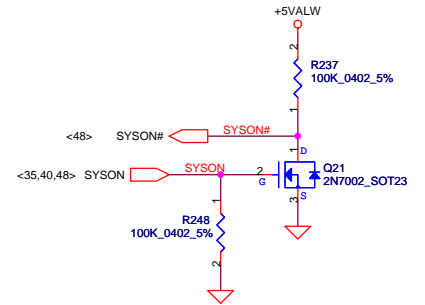 +5VALW
2
R237
100K_0402_5%
1
<48> SYSON# SYSON#
1 D
Q21
2N7002_SOT23
<35,40,48> SYSON SYSON 2 G
3 S
1
R248
100K_0402_5%
2